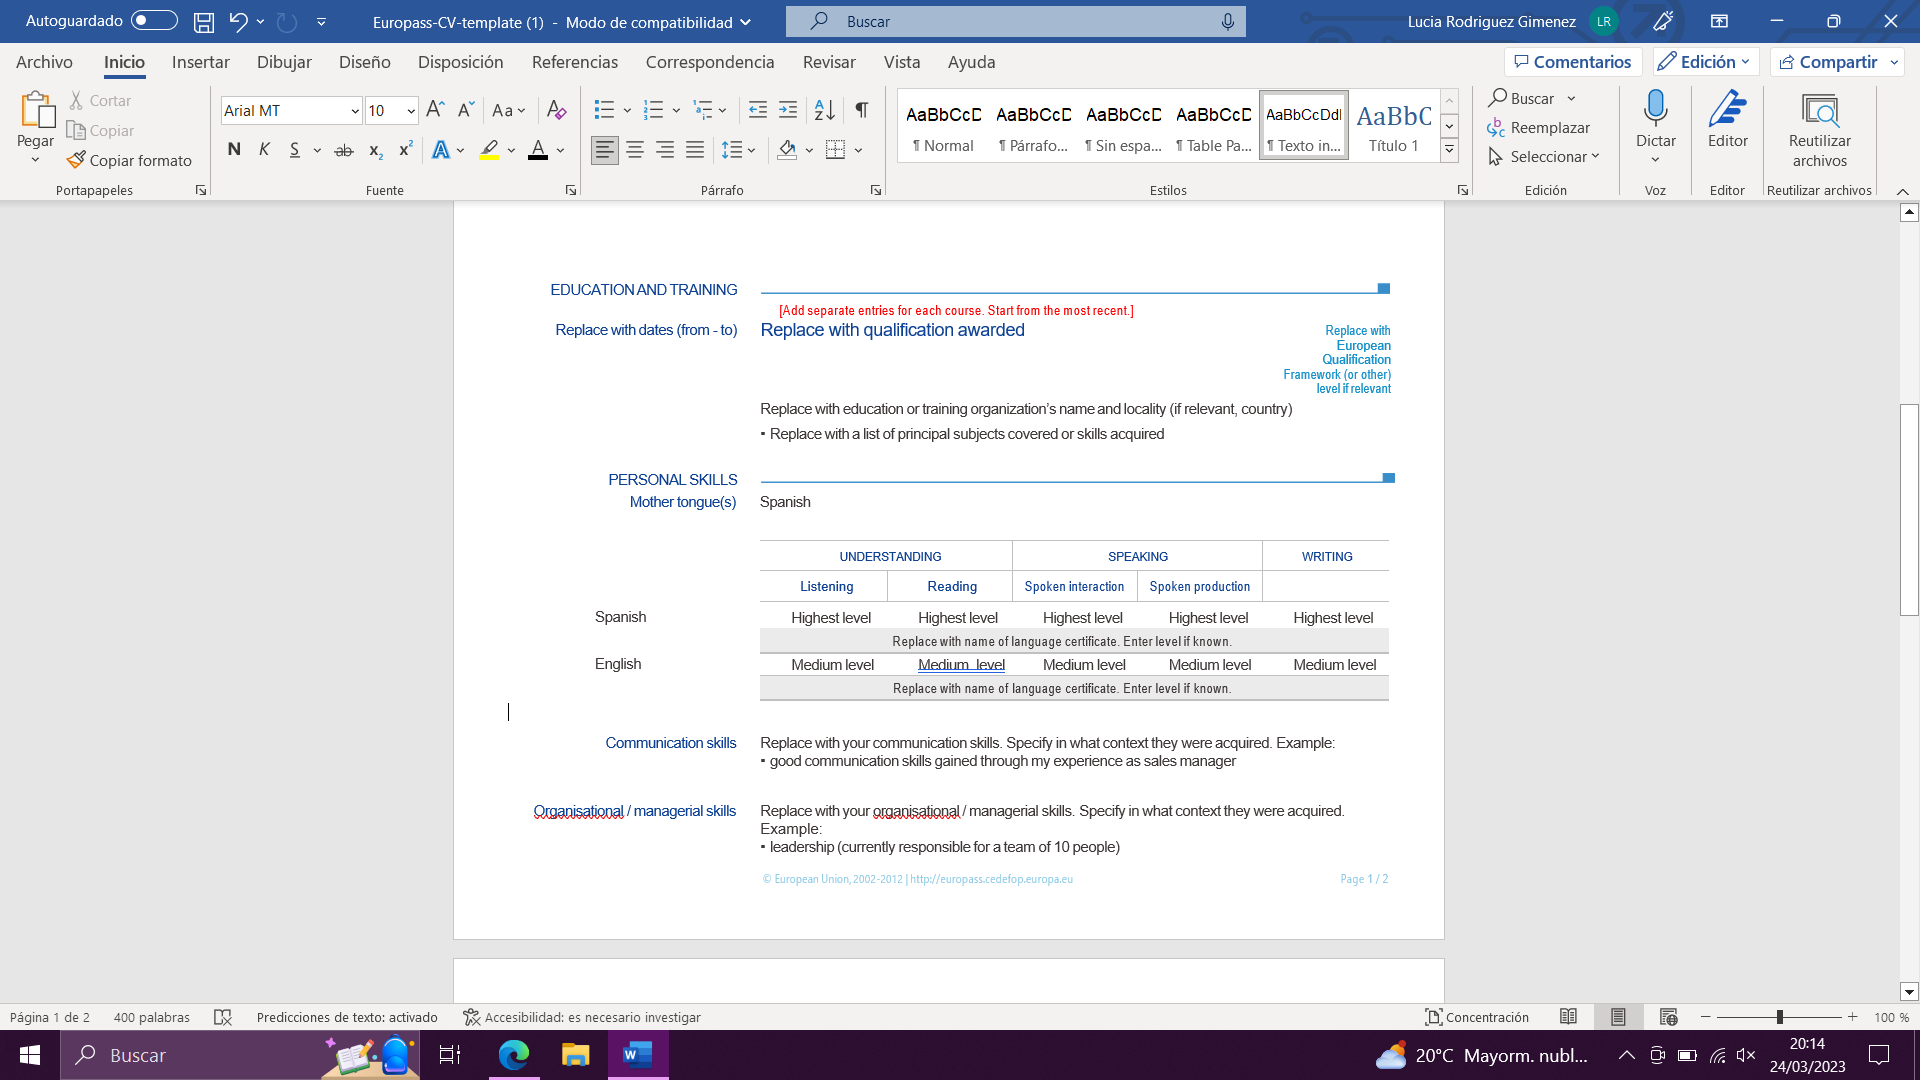 Autoguardado
Europass-CV-template (1) - Modo de compatibilidad
Buscar
Lucia Rodriguez Gimenez LR
Archivo Inicio Insertar Dibujar Diseño Disposición Referencias Correspondencia Revisar Vista Ayuda
Comentarios Edición Compartir
Pegar
Cortar
Copiar
Copiar formato
Portapapeles
Arial MT 10
Fuente
Párrafo
AaBbCcD AaBbCcD AaBbCcD AaBbCcD AaBbCcDdI AaBbC
¶ Normal ¶ Párrafo... ¶ Sin espa... ¶ Table Pa... ¶ Texto in... Título 1
Estilos
Buscar
Reemplazar
Seleccionar
Edición
Dictar
Voz
Editor
Editor
Reutilizar
archivos
Reutilizar archivos
EDUCATION AND TRAINING
[Add separate entries for each course. Start from the most recent.]
Replace with dates (from - to) Replace with qualification awarded
Replace with
European
Qualification
Framework (or other)
level if relevant
Replace with education or training organization’s name and locality (if relevant, country)
▪ Replace with a list of principal subjects covered or skills acquired
PERSONAL SKILLS
Mother tongue(s) Spanish
UNDERSTANDING SPEAKING WRITING
Listening Reading Spoken interaction Spoken production
Spanish Highest level Highest level Highest level Highest level Highest level
Replace with name of language certificate. Enter level if known.
English Medium level Medium level Medium level Medium level Medium level
Replace with name of language certificate. Enter level if known.
Communication skills Replace with your communication skills. Specify in what context they were acquired. Example:
▪ good communication skills gained through my experience as sales manager
Organisational / managerial skills Replace with your organisational / managerial skills. Specify in what context they were acquired.
Example:
▪ leadership (currently responsible for a team of 10 people)
© European Union, 2002-2012 | http://europass.cedefop.europa.eu Page 1 / 2
Página 1 de 2 400 palabras Predicciones de texto: activado Accesibilidad: es necesario investigar Concentración 100 %
Buscar
20°C Mayorm. nubl...
20:14
24/03/2023